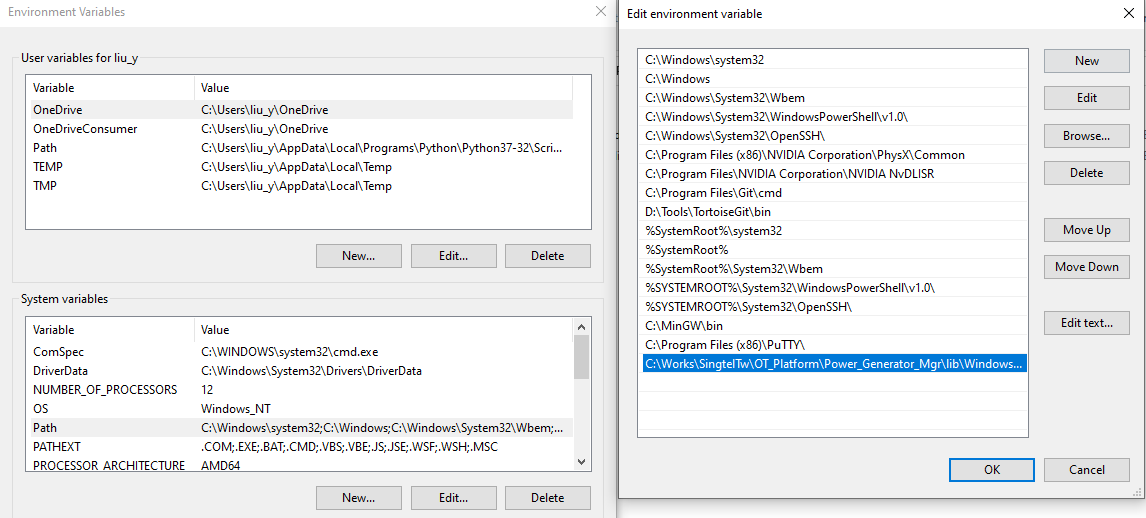 Environment Variables
User variables for liu_y
Variable Value
OneDrive C:\Users\liu_y\OneDrive
OneDriveConsumer C:\Users\liu_y\OneDrive
Path C:\Users\liu_y\AppData\Local\Programs\Python\Python37-32\Scri...
TEMP C:\Users\liu_y\AppData\Local\Temp
TMP C:\Users\liu_y\AppData\Local\Temp
New... Edit... Delete
System variables
Variable Value
ComSpec C:\WINDOWS\system32\cmd.exe
DriverData C:\Windows\System32\Drivers\DriverData
NUMBER_OF_PROCESSORS 12
OS Windows_NT
Path C:\Windows\system32;C:\Windows;C:\Windows\System32\Wbem;...
PATHEXT .COM;.EXE;.BAT;.CMD;.VBS;.VBE;.JS;.JSE;.WSF;.WSH;.MSC
PROCESSOR_ARCHITECTURE AMD64
New... Edit... Delete
Edit environment variable
C:\Windows\system32
C:\Windows
C:\Windows\System32\Wbem
C:\Windows\System32\WindowsPowerShell\v1.0\
C:\Windows\System32\OpenSSH\
C:\Program Files (x86)\NVIDIA Corporation\PhysX\Common
C:\Program Files\NVIDIA Corporation\NVIDIA NvDLISR
C:\Program Files\Git\cmd
D:\Tools\TortoiseGit\bin
%SystemRoot%\system32
%SystemRoot%
%SystemRoot%\System32\Wbem
%SYSTEMROOT%\System32\WindowsPowerShell\v1.0\
%SYSTEMROOT%\System32\OpenSSH\
C:\MinGW\bin
C:\Program Files (x86)\PuTTY\
C:\Works\SingtelTw\OT_Platform\Power_Generator_Mgr\lib\Windows...
New
Edit
Browse...
Delete
Move Up
Move Down
Edit text...
OK Cancel